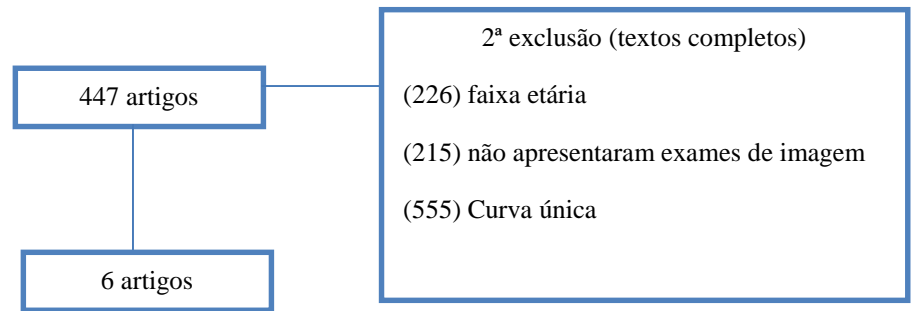 2ª exclusão (textos completos)
447 artigos
(226) faixa etária
(215) não apresentaram exames de imagem
(555) Curva única
6 artigos